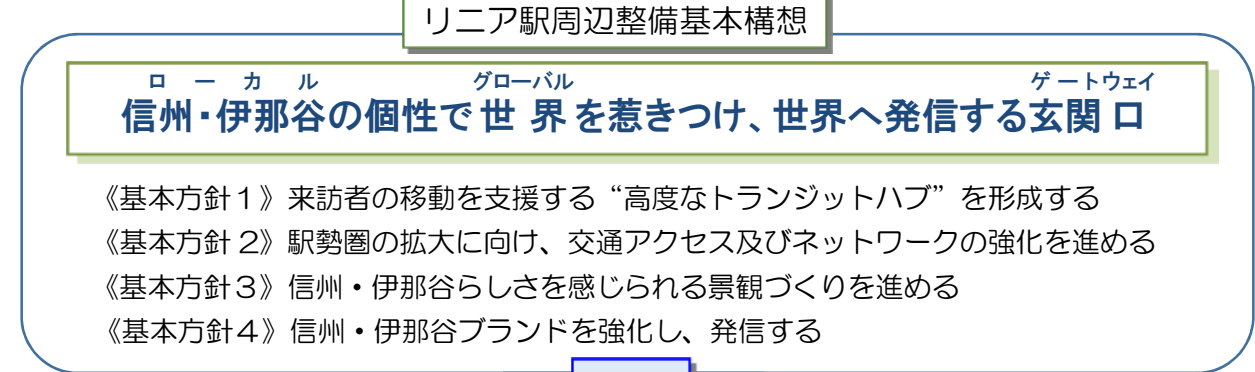 リニア駅周辺整備基本構想
ローカル グローバル ゲートウェイ
信州・伊那谷の個性で世界を惹きつけ、世界へ発信する玄関口
《基本方針１》来訪者の移動を支援する“高度なトランジットハブ”を形成する
《基本方針２》駅勢圏の拡大に向け、交通アクセス及びネットワークの強化を進める
《基本方針３》信州・伊那谷らしさを感じられる景観づくりを進める
《基本方針４》信州・伊那谷ブランドを強化し、発信する